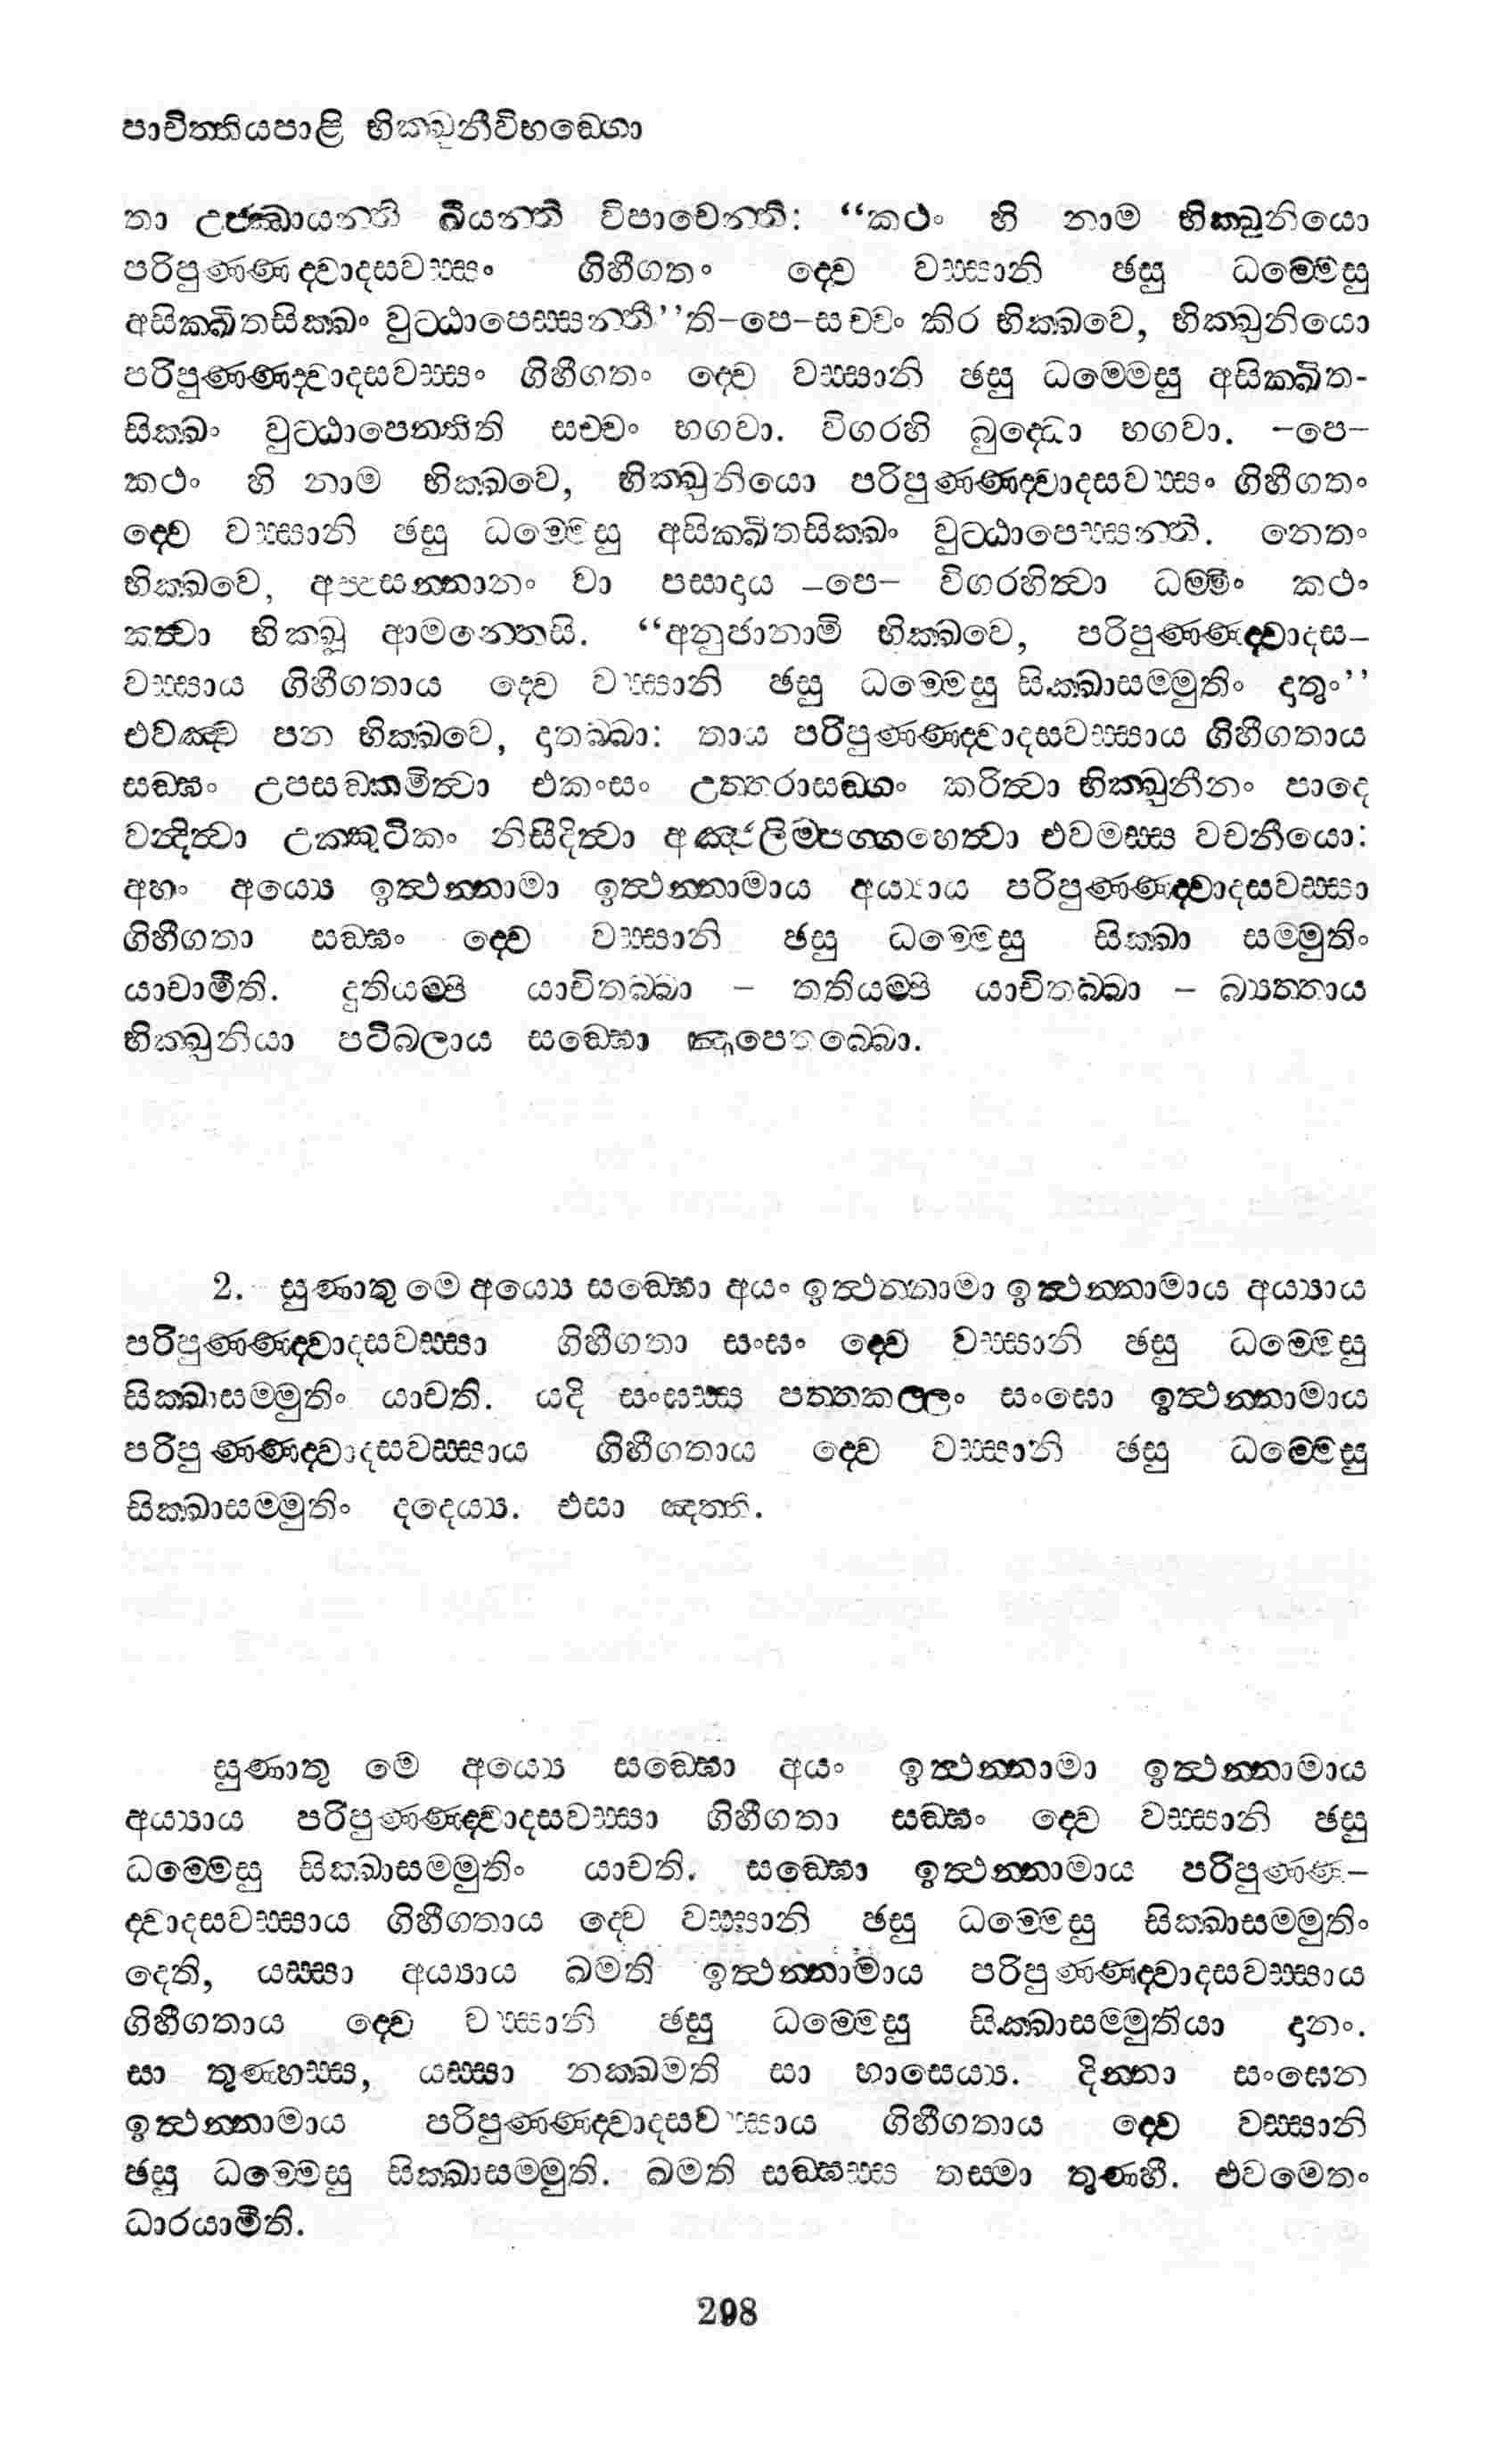 පාචිත්තියපාළි භික්ඛුනීවිභඞ්ගො
තා උජ්ඣායන්ති ඛීයන්ති විපාචෙන්ති: “කථං හි නාම භික්ඛුනියො
පරිපුණ්ණද්වාදසවස්සං ගිහීගතං ද්වෙ වස්සානි ඡසු ධම්මෙසු
අසික්ඛිතසික්ඛං වුට්ඨාපෙස්සන්තී’’ති-පෙ-සච්චං කිර භික්ඛවෙ, භික්ඛුනියො
පරිපුණ්ණද්වාදසවස්සං ගිහීගතං ද්වෙ වස්සානි ඡසු ධම්මෙසු අසික්ඛිත-
සික්ඛං වුට්ඨාපෙන්තීති සච්චං භගවා. විගරහි බුද්ධො භගවා. -පෙ-
කථං හි නාම භික්ඛවෙ, භික්ඛුනියො පරිපුණ්ණද්වාදසවස්සං ගිහීගතං
ද්වෙ වස්සානි ඡසු ධම්මෙසු අසික්ඛිතසික්ඛං වුට්ඨාපෙස්සන්ති. නෙතං
භික්ඛවෙ, අප්පසන්නානං වා පසාදාය -පෙ- විගරහිත්වා ධම්මිං කථං
කත්වා භික්ඛූ ආමන්තෙසි. “අනුජානාමි භික්ඛවෙ, පරිපුණ්ණද්වාදස-
වස්සාය ගිහීගතාය ද්වෙ වස්සානි ඡසු ධම්මෙසු සික්ඛාසම්මුතිං දාතුං’’
එවඤ්ච පන භික්ඛවෙ, දාතබ්බා: තාය පරිපුණ්ණද්වාදසවස්සාය ගිහීගතාය
සඞ්ඝං උපසඞ්කමිත්වා එකංසං උත්තරාසඞ්ගං කරිත්වා භික්ඛුනීනං පාදෙ
වන්දිත්වා උක්කුටිකං නිසීදිත්වා අඤ්ජලිම්පග්ගහෙත්වා එවමස්ස වචනීයො:
අහං අය්‍යෙ ඉත්ථන්නාමා ඉත්ථන්නාමාය අය්‍යාය පරිපුණ්ණද්වාදසවස්සා
ගිහීගතා සඞ්ඝං ද්වෙ වස්සානි ඡසු ධම්මෙසු සික්ඛා සම්මුතිං
යාචාමීති. දුතියම්පි යාචිතබ්බා - තතියම්පි යාචිතබ්බා - බ්‍යත්තාය
භික්ඛුනියා පටිබලාය සඞ්ඝො ඤාපෙතබ්බො.
2. සුණාතු මෙ අය්‍යෙ සඞ්ඝො අයං ඉත්ථන්නාමා ඉත්ථන්නාමාය අය්‍යාය
පරිපුණ්ණද්වාදසවස්සා ගිහීගතා සංඝං ද්වෙ වස්සානි ඡසු ධම්මෙසු
සික්ඛාසම්මුතිං යාචති. යදි සංඝස්ස පත්තකල්ලං සංඝො ඉත්ථන්නාමාය
පරිපුණ්ණද්වාදසවස්සාය ගිහීගතාය ද්වෙ වස්සානි ඡසු ධම්මෙසු
සික්ඛාසම්මුතිං දදෙය්‍ය. එසා ඤත්ති.
සුණාතු මෙ අය්‍යෙ සඞ්ඝො අයං ඉත්ථන්නාමා ඉත්ථන්නාමාය
අය්‍යාය පරිපුණ්ණද්වාදසවස්සා ගිහීගතා සඞ්ඝං ද්වෙ වස්සානි ඡසු
ධම්මෙසු සික්ඛාසම්මුතිං යාචති. සඞ්ඝො ඉත්ථන්නාමාය පරිපුණ්ණ-
ද්වාදසවස්සාය ගිහීගතාය ද්වෙ වස්සානි ඡසු ධම්මෙසු සික්ඛාසම්මුතිං
දෙති, යස්සා අය්‍යාය ඛමති ඉත්ථන්නාමාය පරිපුණ්ණද්වාදසවස්සාය
ගිහීගතාය ද්වෙ වස්සානි ඡසු ධම්මෙසු සික්ඛාසම්මුතියා දානං.
සා තුණ්හස්ස, යස්සා නක්ඛමති සා භාසෙය්‍ය. දින්නා සංඝෙන
ඉත්ථන්නාමාය පරිපුණ්ණද්වාදසවස්සාය ගිහීගතාය ද්වෙ වස්සානි
ඡසු ධම්මෙසු සික්ඛාසම්මුති. ඛමති සඞ්ඝස්ස තස්මා තුණ්හී. එවමෙතං
ධාරයාමීති.
298